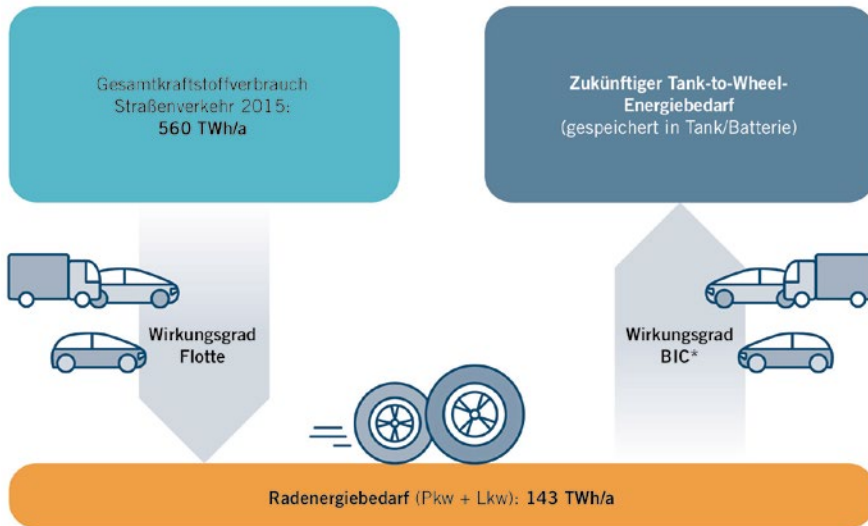 Gesamtkraftstoffverbrauch
Straßenverkehr 2015:
560 TWh/a
Zukünftiger Tank-to-Wheel-
Energiebedarf
(gespeichert in Tank/Batterie)
Wirkungsgrad
Flotte
Wirkungsgrad
BIC*
Radenergiebedarf (Pkw + Lkw): 143 TWh/a